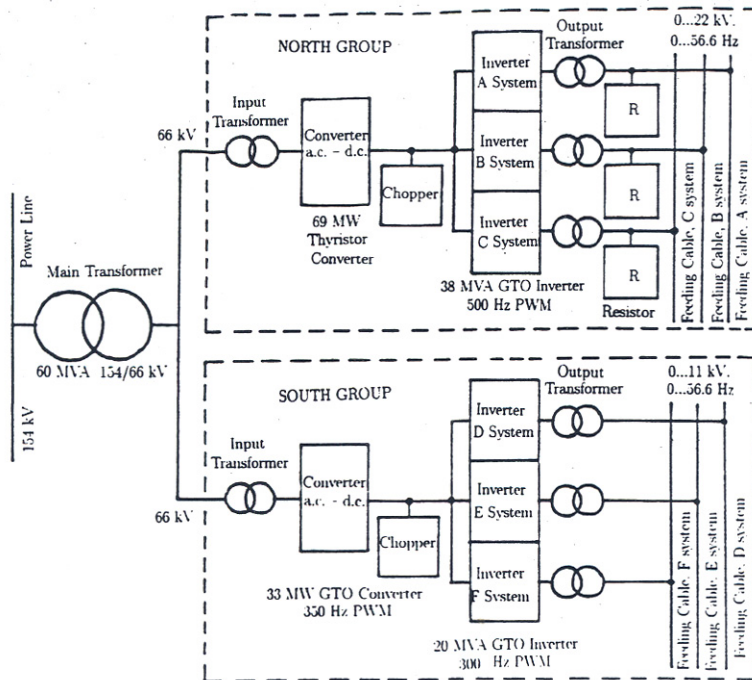 NORTH GROUP
Output
Transformer
0...22 kV.
0...56.6 Hz
Input
Transformer
66 kV
Converter
a.c. – d.c.
69 MW
Thyristor
Converter
Chopper
Inverter
A System
Inverter
B System
Inverter
C System
R
R
R
Resistor
38 MVA GTO Inverter
500 Hz PWM
Feeding Cable, C system
Feeding Cable, B system
Feeding Cable, A system
Power Line
154 kV
Main Transformer
60 MVA 154/66 kV
SOUTH GROUP
Output
Transformer
0...11 kV.
0...56.6 Hz
Input
Transformer
66 kV
Converter
a.c. – d.c.
33 MW GTO Converter
350 Hz PWM
Chopper
Inverter
D System
Inverter
E System
Inverter
F System
20 MVA GTO Inverter
300 Hz PWM
Feeding Cable, F system
Feeding Cable, E system
Feeding Cable, D system